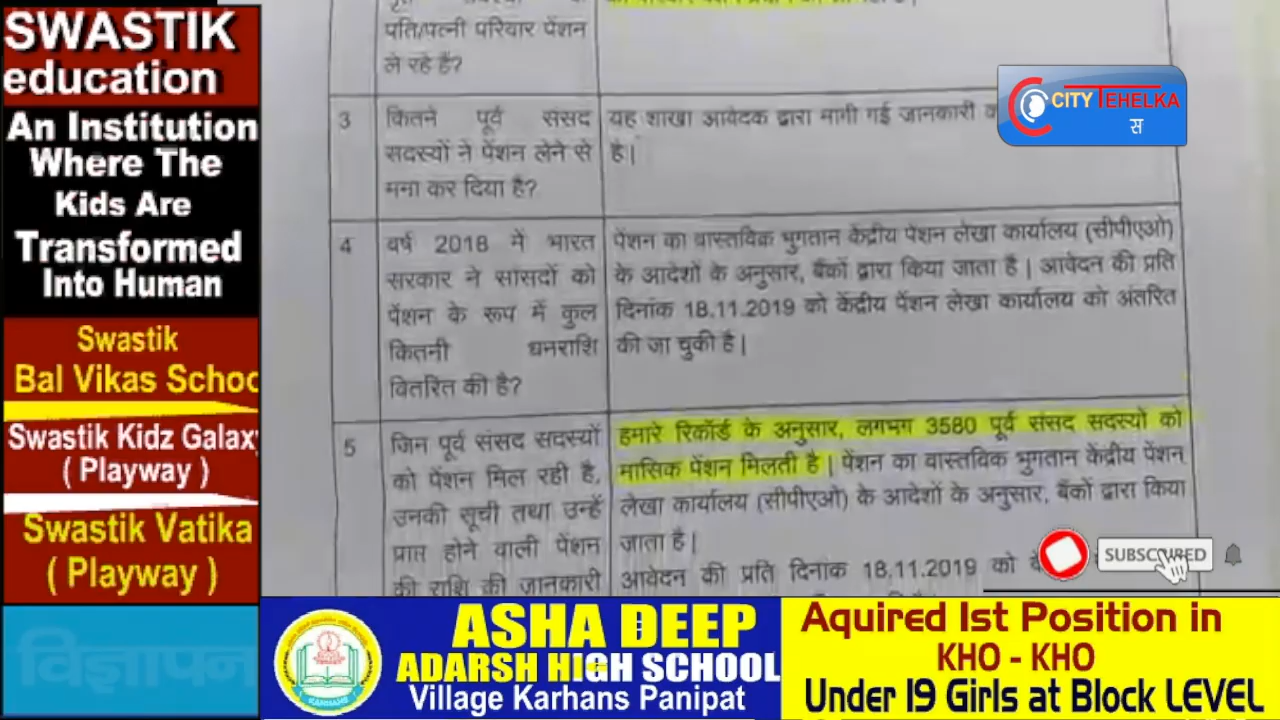 SWASTIK
education
An Institution
Where The
Kids Are
Transformed
Into Human
Swastik
Bal Vikas Schoo
Swastik Kidz Galaxy
( Playway )
Swastik Vatika
( Playway )
विज्ञापन
पति/पत्नी परिवार पेंशन
ले रहे हैं?
3
कितने पूर्व संसद
सदस्यों ने पेंशन लेने से
मना कर दिया है?
यह शाखा आवेदक द्वारा मांगी गई जानकारी
है।
4
वर्ष 2018 में भारत
सरकार ने सांसदों को
पेंशन के रूप में कुल
कितनी धनराशि
वितरित की है?
पेंशन का वास्तविक भुगतान केंद्रीय पेंशन लेखा कार्यालय (सीपीएओ)
के आदेशों के अनुसार, बैंकों द्वारा किया जाता है। आवेदन की प्रति
दिनांक 18.11.2019 को केंद्रीय पेंशन लेखा कार्यालय को अंतरित
की जा चुकी है।
5
जिन पूर्व संसद सदस्यों
को पेंशन मिल रही है,
उनकी सूची तथा उन्हें
प्राप्त होने वाली पेंशन
की राशि की जानकारी
हमारे रिकॉर्ड के अनुसार, लगभग 3580 पूर्व संसद सदस्यों को
मासिक पेंशन मिलती है। पेंशन का वास्तविक भुगतान केंद्रीय पेंशन
लेखा कार्यालय (सीपीएओ) के आदेशों के अनुसार, बैंकों द्वारा किया
जाता है।
आवेदन की प्रति दिनांक 18.11.2019 को
CITY TEHELKA
स
SUBSCRIBED
ASHA DEEP
ADARSH HIGH SCHOOL
Village Karhans Panipat
Aquired Ist Position in
KHO - KHO
Under 19 Girls at Block LEVEL